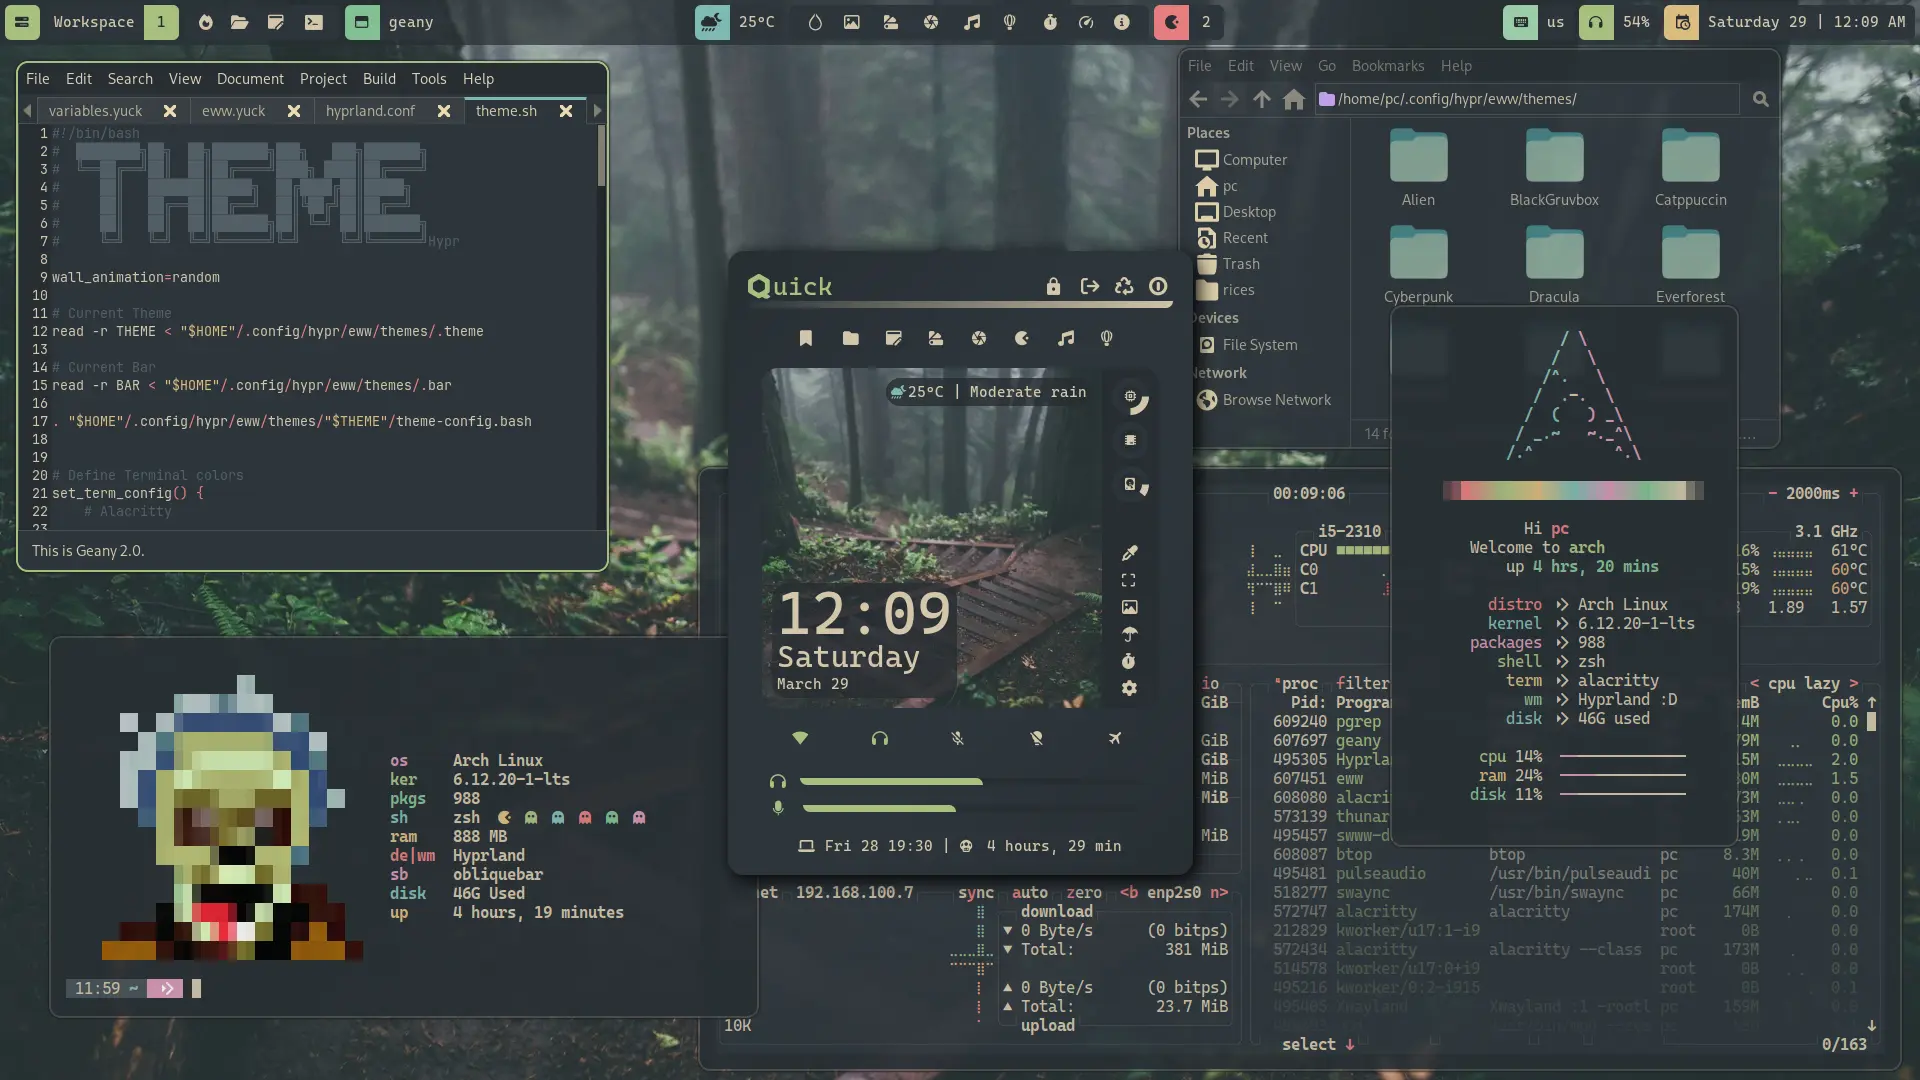 Workspace 1 geany 25°C 2 us 54% Saturday 29 | 12:09 AM
File Edit Search View Document Project Build Tools Help
variables.yuck eww.yuck hyprland.conf theme.sh
1 #!/bin/bash
2 #
3 #
4 #
5 #
6 #
7 # Hypr
THEME
8
9 wall_animation=random
10
11 # Current Theme
12 read -r THEME < "$HOME"/.config/hypr/eww/themes/.theme
13
14 # Current Bar
15 read -r BAR < "$HOME"/.config/hypr/eww/themes/.bar
16
17 . "$HOME"/.config/hypr/eww/themes/"$THEME"/theme-config.bash
18
19
20 # Define Terminal colors
21 set_term_config() {
22 # Alacritty
23
This is Geany 2.0.
File Edit View Go Bookmarks Help
/home/pc/.config/hypr/eww/themes/
Places
Computer
pc
Desktop
Recent
Trash
rices
Devices
File System
Network
Browse Network
Alien BlackGruvbox Catppuccin
Cyberpunk Dracula Everforest
14
Quick
25°C | Moderate rain
12:09
Saturday
March 29
Fri 28 19:30 | 4 hours, 29 min
Hi pc
Welcome to arch
up 4 hrs, 20 mins
distro Arch Linux
kernel 6.12.20-1-lts
packages 988
shell zsh
term alacritty
wm Hyprland :D
disk 46G used
cpu 14%
ram 24%
disk 11%
os Arch Linux
ker 6.12.20-1-lts
pkgs 988
sh zsh
ram 888 MB
de|wm Hyprland
sb obliquebar
disk 46G Used
up 4 hours, 19 minutes
11:59 ~
00:09:06 - 2000ms +
i5-2310 3.1 GHz
CPU 6% 61°C
C0 5% 60°C
C1 9% 60°C
1.89 1.57
io
GiB
GiB
GiB
MiB
MiB
MiB
proc filter < cpu lazy >
Pid: Cpu% ↑
609240 pgrep 4M 0.0
607697 geany 9M 0.0
495305 5M 2.0
607451 eww 0M 1.5
608080 3M 0.0
573139 3M 0.0
495457 9M 0.0
608087 btop btop pc 8.3M 0.0
495481 pulseaudio /usr/bin/pulseaudi pc 40M 0.1
518277 swaync /usr/bin/swaync pc 66M 0.0
572747 alacritty alacritty pc 174M 0.0
212829 kworker/u17:1-i9 root 0B 0.0
572434 alacritty alacritty --class pc 173M 0.0
514578 kworker/u17:0+i9 root 0B 0.0
495216 kworker/0:2-i915 root 0B 0.1
select ↓ 0/163
192.168.100.7 sync auto zero <b enp2s0 n>
download
▼ 0 Byte/s (0 bitps)
▼ Total: 381 MiB
▲ 0 Byte/s (0 bitps)
▲ Total: 23.7 MiB
upload
10K